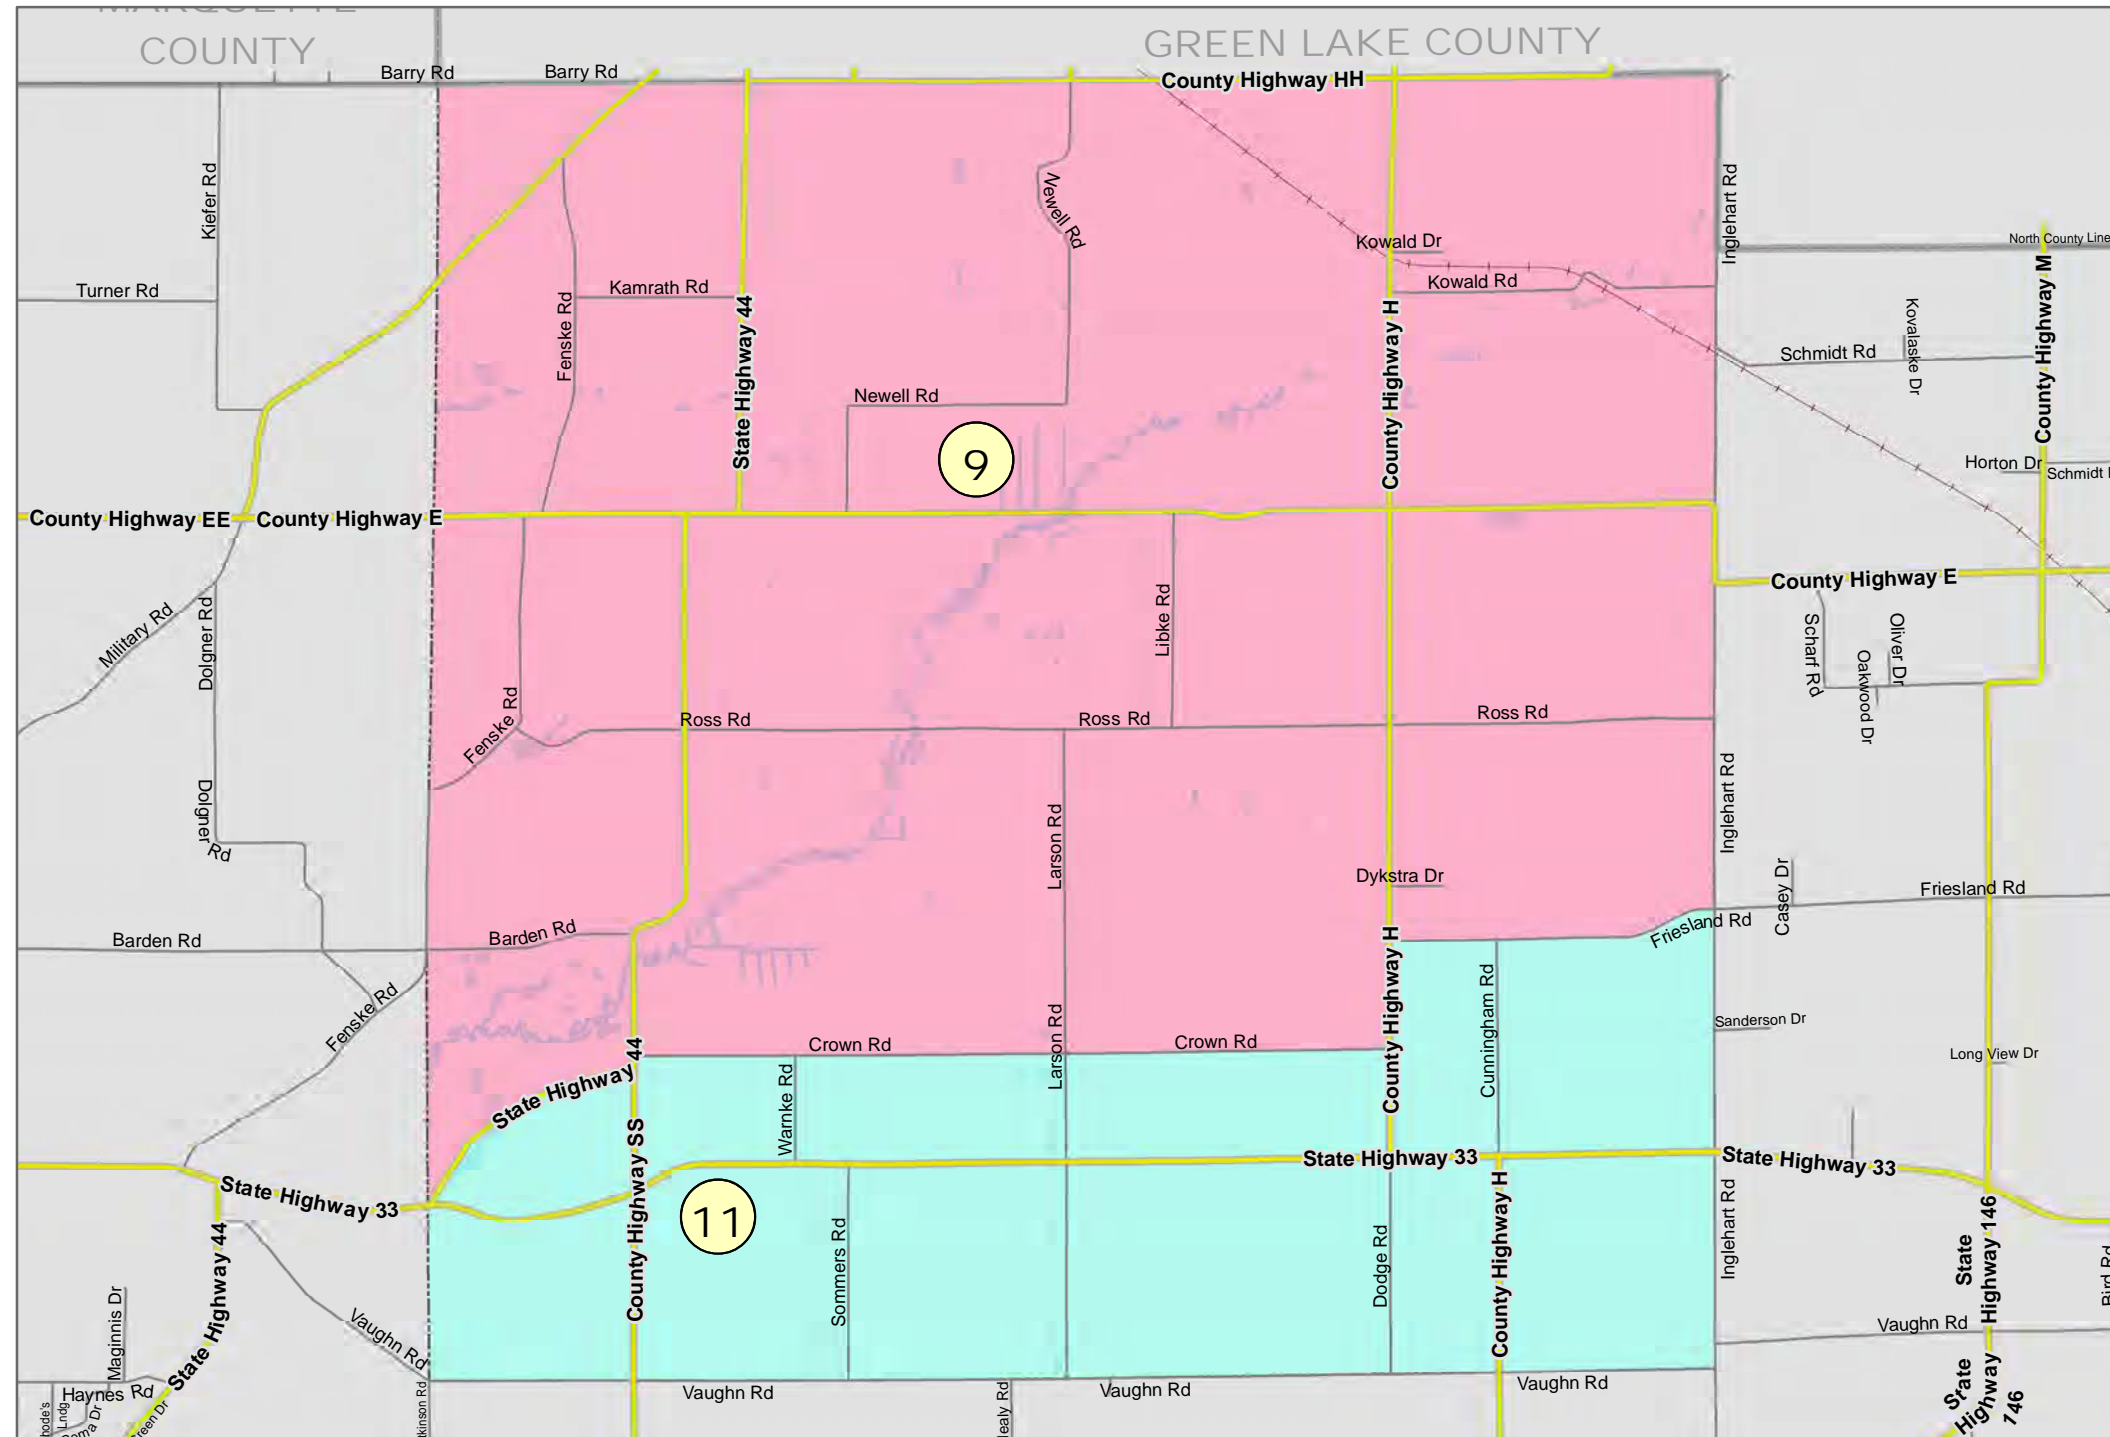 MARQUETTE
COUNTY
GREEN LAKE COUNTY
Barry Rd
Barry Rd
County Highway HH
Kiefer Rd
Newell Rd
Inglehart Rd
Kowald Dr
North County Line
Turner Rd
Kamrath Rd
Kowald Rd
Fenske Rd
State Highway 44
County Highway H
County Highway M
Kovalaske Dr
Schmidt Rd
Newell Rd
9
Horton Dr
Schmidt
County Highway EE
County Highway E
County Highway E
Military Rd
Dolgner Rd
Libke Rd
Scharf Rd
Oliver Dr
Oakwood Dr
Fenske Rd
Ross Rd
Ross Rd
Ross Rd
Dolgner
Rd
Larson Rd
Inglehart Rd
Dykstra Dr
Casey Dr
Friesland Rd
Barden Rd
Barden Rd
Friesland Rd
Fenske Rd
County Highway H
Cunningham Rd
Sanderson Dr
Crown Rd
Larson Rd
Crown Rd
Long View Dr
State Highway 44
Warnke Rd
State Highway 33
State Highway 33
State Highway 33
County Highway SS
11
Sommers Rd
Dodge Rd
County Highway H
Inglehart Rd
State
Highway 146
Bird Rd
State Highway 44
Maginnis Dr
Vaughn Rd
Vaughn Rd
Haynes Rd
Vaughn Rd
Vaughn Rd
Vaughn Rd
State
Highway
146
Lndg